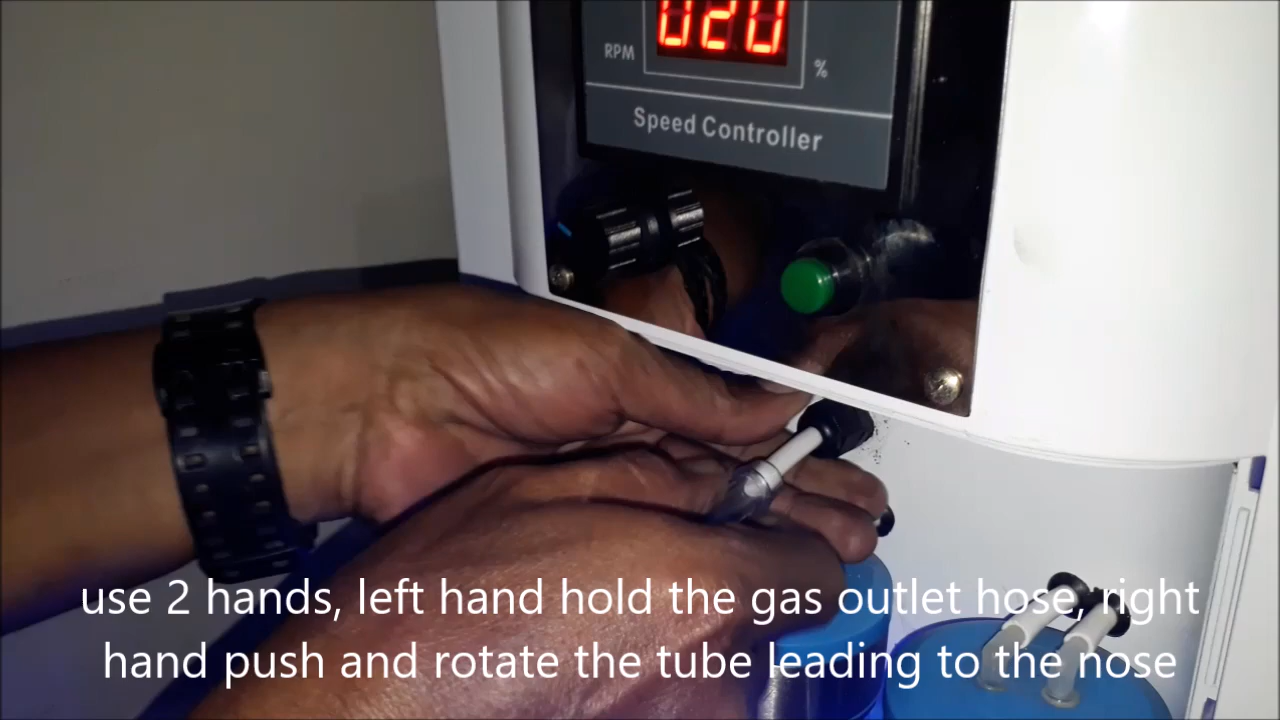 020
RPM
%
Speed Controller
use 2 hands, left hand hold the gas outlet hose, right
hand push and rotate the tube leading to the nose